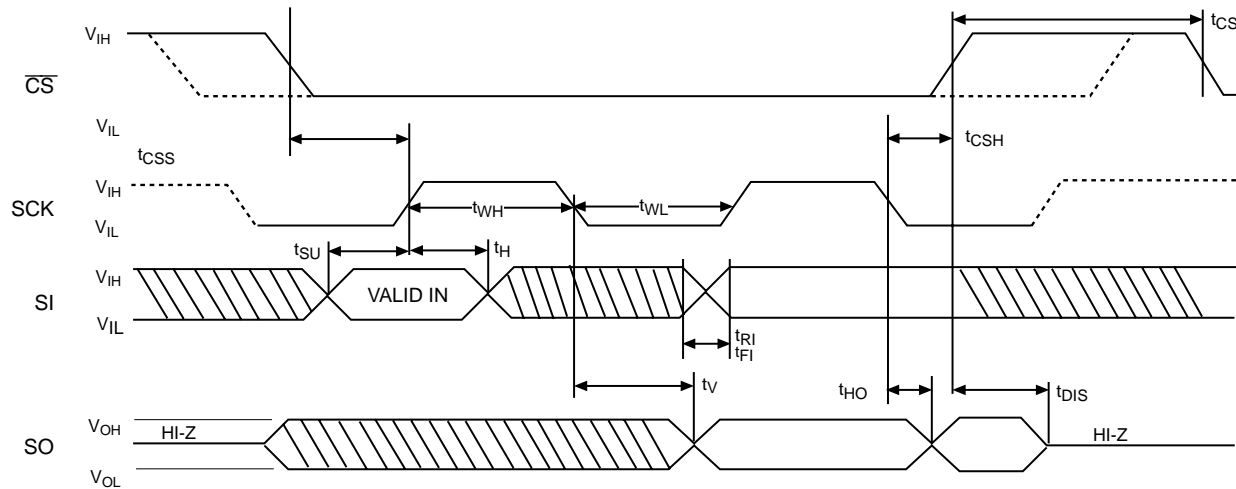 V_IH
t_CS
CS
V_IL
t_CSS
t_CSH
V_IH
SCK
t_WH
t_WL
V_IL
t_SU
t_H
V_IH
SI
VALID IN
V_IL
t_RI
t_FI
t_V
t_HO
t_DIS
V_OH
SO
HI-Z
HI-Z
V_OL